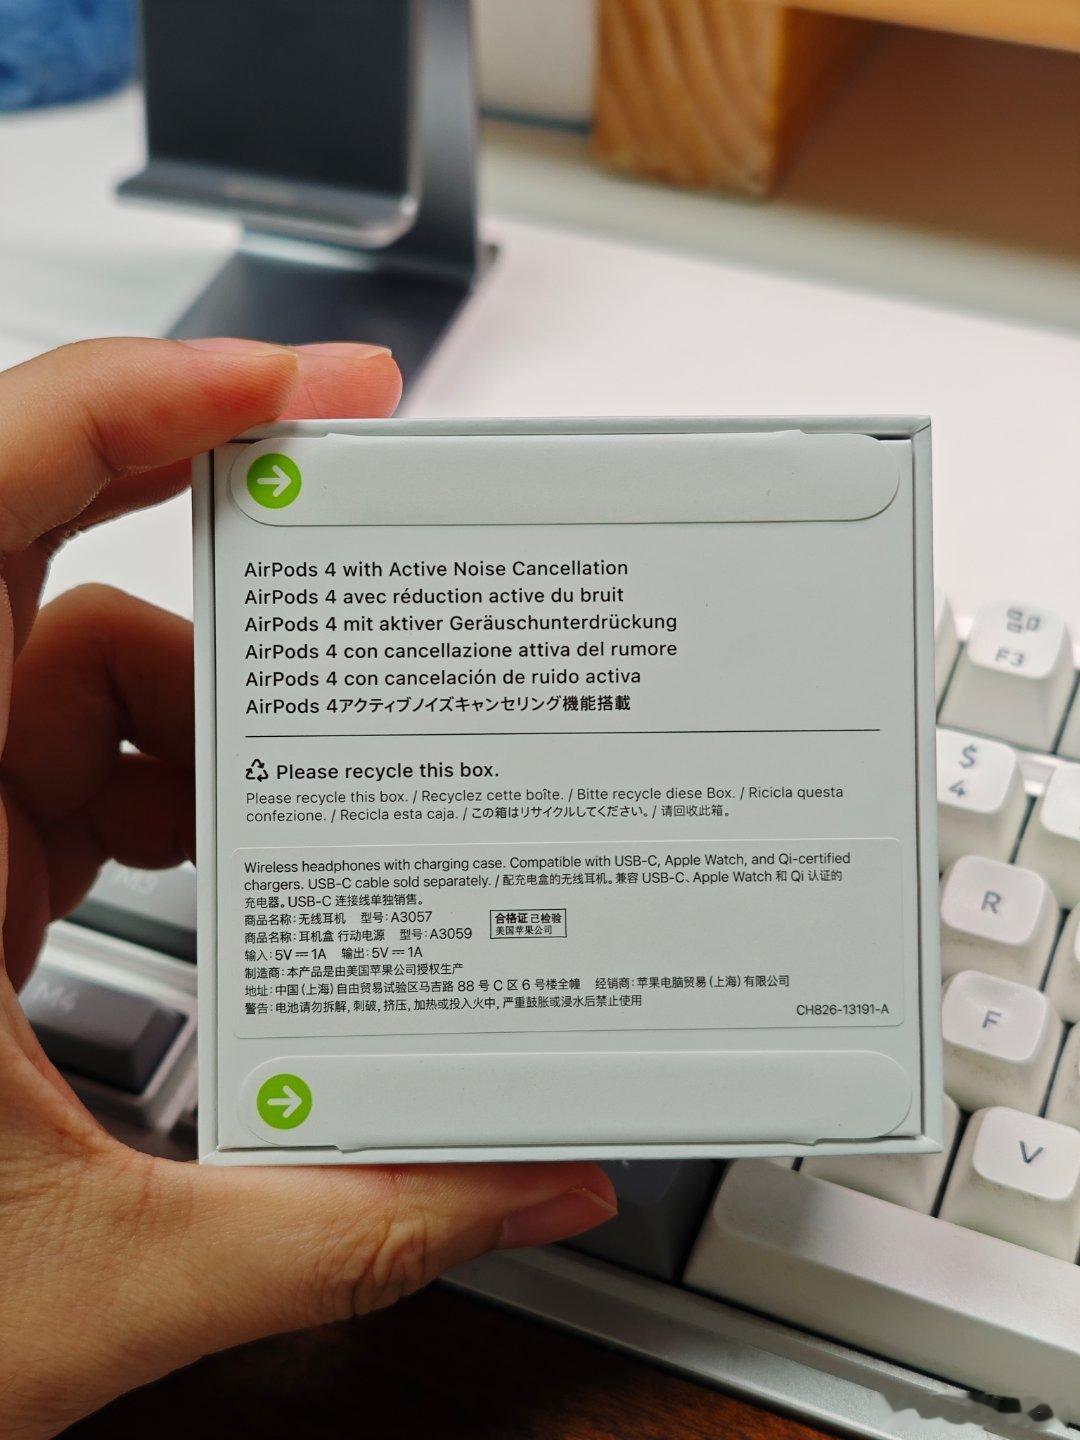 AirPods 4 with Active Noise Cancellation
AirPods 4 avec réduction active du bruit
AirPods 4 mit aktiver Geräuschunterdrückung
AirPods 4 con cancellazione attiva del rumore
AirPods 4 con cancelación de ruido activa
AirPods 4アクティブノイズキャンセリング機能搭載
Please recycle this box.
Please recycle this box. / Recyclez cette boîte. / Bitte recycle diese Box. / Ricicla questa
confezione. / Recicla esta caja. / この箱はリサイクルしてください。/ 请回收此箱。
Wireless headphones with charging case. Compatible with USB-C, Apple Watch, and Qi-certified
chargers. USB-C cable sold separately. / 配充电盒的无线耳机。兼容 USB-C、Apple Watch 和 Qi 认证的
充电器。USB-C 连接线单独销售。
商品名称:无线耳机 型号:A3057
商品名称:耳机盒 行动电源 型号:A3059
合格证 已检验
美国苹果公司
输入:5V⎓1A 输出:5V⎓1A
制造商:本产品是由美国苹果公司授权生产
地址:中国(上海)自由贸易试验区马吉路 88 号 C 区 6 号楼全幢 经销商:苹果电脑贸易(上海)有限公司
警告:电池请勿拆解, 刺破, 挤压, 加热或投入火中, 严重鼓胀或浸水后禁止使用
CH826-13191-A
F3
$
4
R
F
V
M3
M4